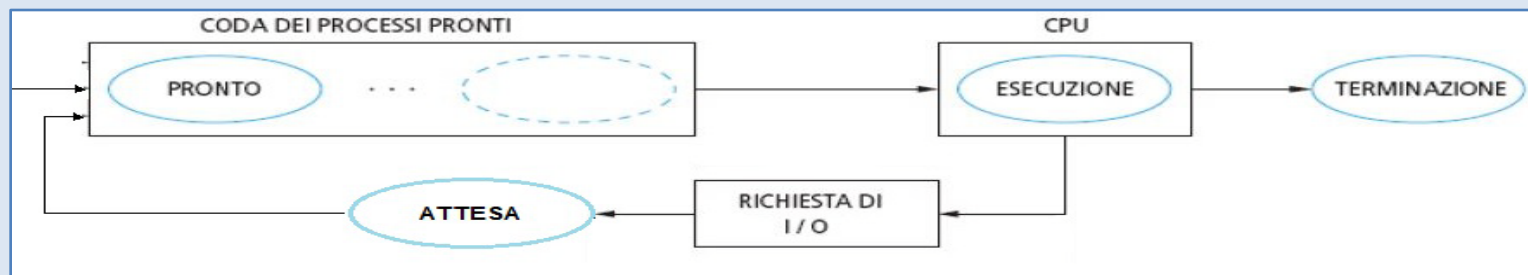 CODA DEI PROCESSI PRONTI
CPU
PRONTO
. . .
ESECUZIONE
TERMINAZIONE
ATTESA
RICHIESTA DI
I / O